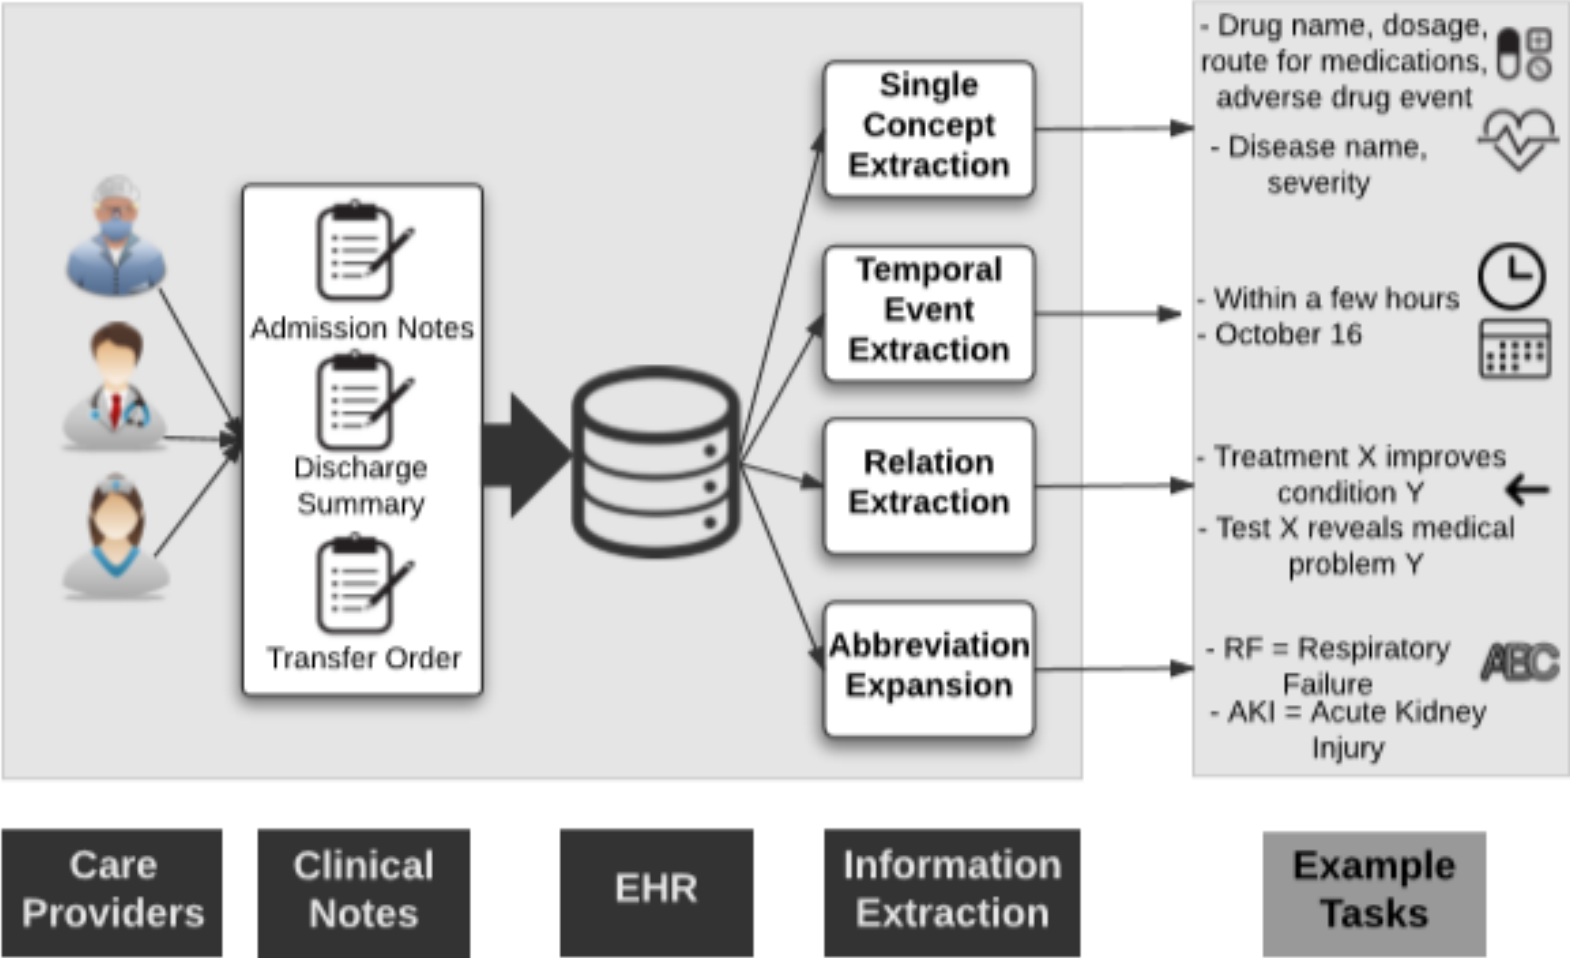 Admission Notes
Discharge
Summary
Transfer Order
Single
Concept
Extraction
Temporal
Event
Extraction
Relation
Extraction
Abbreviation
Expansion
- Drug name, dosage,
route for medications,
adverse drug event
- Disease name,
severity
- Within a few hours
- October 16
- Treatment X improves
condition Y
- Test X reveals medical
problem Y
- RF = Respiratory
Failure
- AKI = Acute Kidney
Injury
ABC
Care
Providers
Clinical
Notes
EHR
Information
Extraction
Example
Tasks